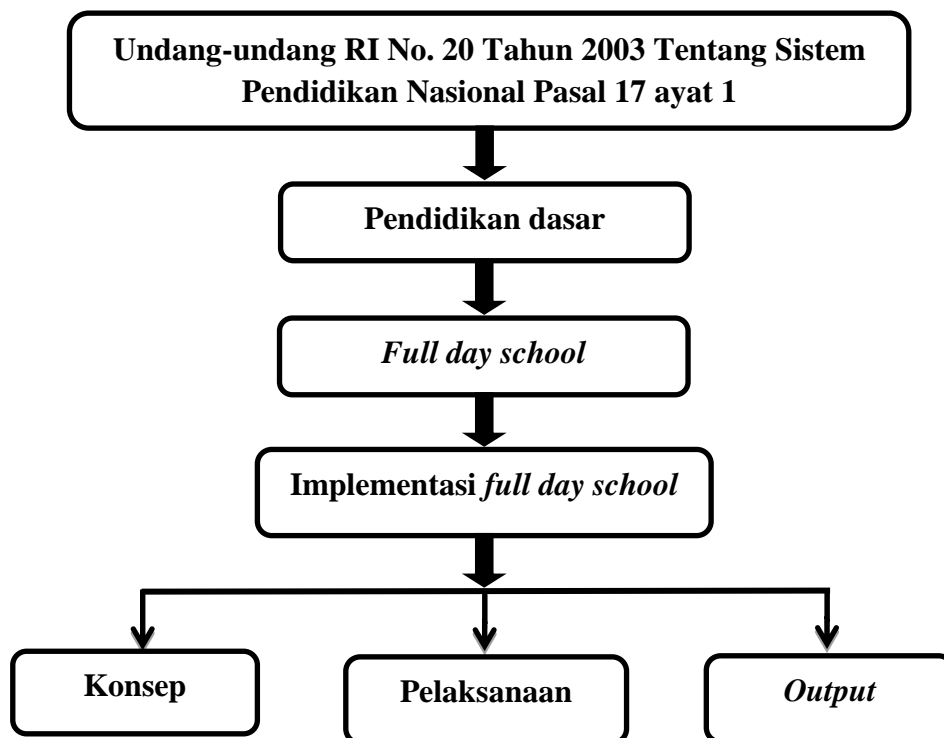 Undang-undang RI No. 20 Tahun 2003 Tentang Sistem
Pendidikan Nasional Pasal 17 ayat 1
Pendidikan dasar
Full day school
Implementasi full day school
Konsep
Pelaksanaan
Output